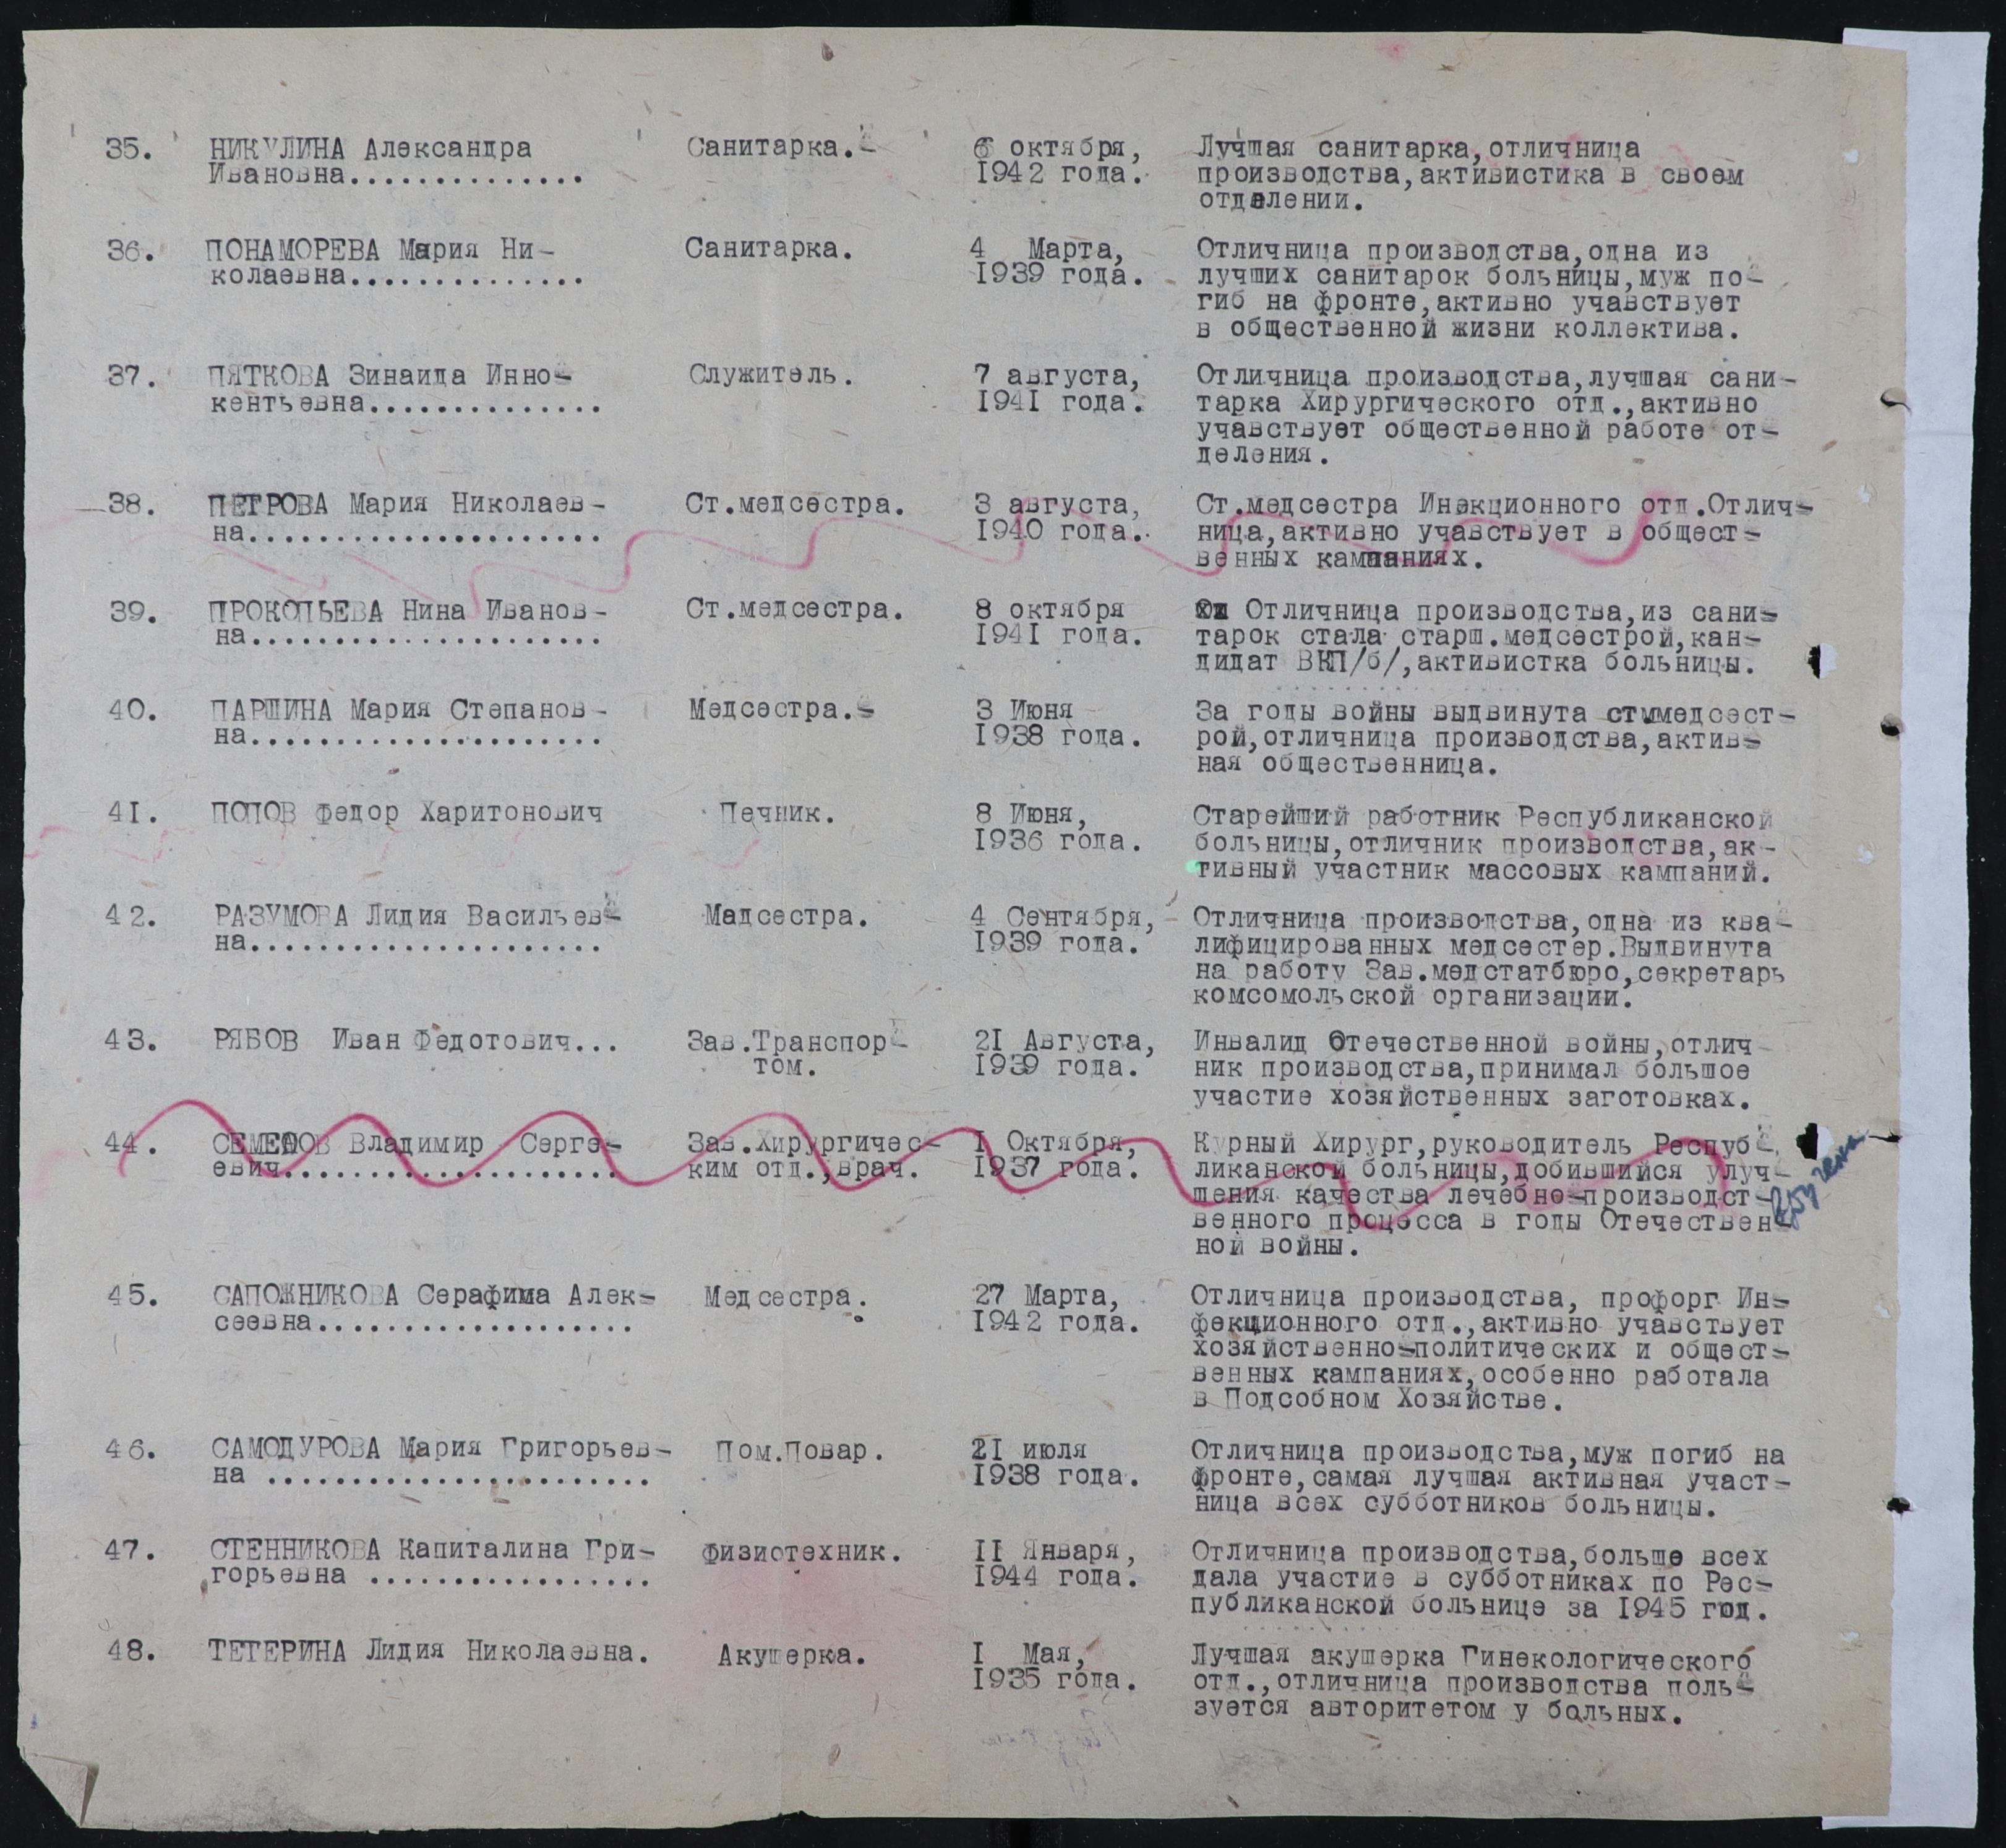 35. НИКУЛИНА Александра Санитарка.- 6 октября, Лучшая санитарка,отличница
Ивановна.............. 1942 года. производства,активистика в своем
отделении.
36. ПОНАМОРЕВА Мария Ни- Санитарка. 4 Марта, Отличница производства,одна из
колаевна.............. 1939 года. лучших санитарок больницы,муж по-
гиб на фронте,активно учавствует
в общественной жизни коллектива.
37. ПЯТКОВА Зинаида Инно- Служитель. 7 августа, Отличница производства,лучшая сани-
кентьевна.............. 1941 года. тарка Хирургического отд.,активно
учавствует общественной работе от-
деления.
38. ПЕТРОВА Мария Николаев- Ст.медсестра. 3 августа, Ст.медсестра Инекционного отд.Отлич-
на...................... 1940 года. ница,активно учавствует в общест-
венных кампаниях.
39. ПРОКОПЬЕВА Нина Иванов- Ст.медсестра. 8 октября Отличница производства,из сани-
на...................... 1941 года. тарок стала старш.медсестрой,кан-
дидат ВКП/б/,активистка больницы.
40. ПАРШИНА Мария Степанов- Медсестра.- 3 Июня За годы войны выдвинута ст.медсест-
на...................... 1938 года. рой,отличница производства,актив-
ная общественница.
41. ПОПОВ Федор Харитонович Печник. 8 Июня, Старейший работник Республиканской
1936 года. больницы,отличник производства,ак-
тивный участник массовых кампаний.
42. РАЗУМОВА Лидия Васильев- Мадсестра. 4 Сентября, Отличница производства,одна из ква-
на...................... 1939 года. лифицированных медсестер.Выдвинута
на работу Зав.медстатбюро,секретарь
комсомольской организации.
43. РЯБОВ Иван Федотович... Зав.Транспор- 21 Августа, Инвалид Отечественной войны,отлич-
том. 1939 года. ник производства,принимал большое
участие хозяйственных заготовках.
44. СЕМЕНОВ Владимир Серге- Зав.Хирургичес- I Октября, Курный Хирург,руководитель Респуб-
евич..................... ким отд.,врач. 1937 года. ликанской больницы,добившийся улуч-
шения качества лечебно-производст-
венного процесса в годы Отечествен-
ной войны.
45. САПОЖНИКОВА Серафима Алек- Медсестра. 27 Марта, Отличница производства, профорг Ин-
сеевна.................... 1942 года. фекционного отд.,активно учавствует
хозяйственно-политических и общест-
венных кампаниях,особенно работала
в Подсобном Хозяйстве.
46. САМОДУРОВА Мария Григорьев- Пом.Повар. 21 июля Отличница производства,муж погиб на
на ........................ 1938 года. фронте,самая лучшая активная участ-
ница всех субботников больницы.
47. СТЕННИКОВА Капиталина Гри- Физиотехник. II Января, Отличница производства,больше всех
горьевна .................. 1944 года. дала участие в субботниках по Рес-
публиканской больнице за 1945 год.
48. ТЕТЕРИНА Лидия Николаевна. Акушерка. I Мая, Лучшая акушерка Гинекологического
1935 года. отд.,отличница производства поль-
зуется авторитетом у больных.